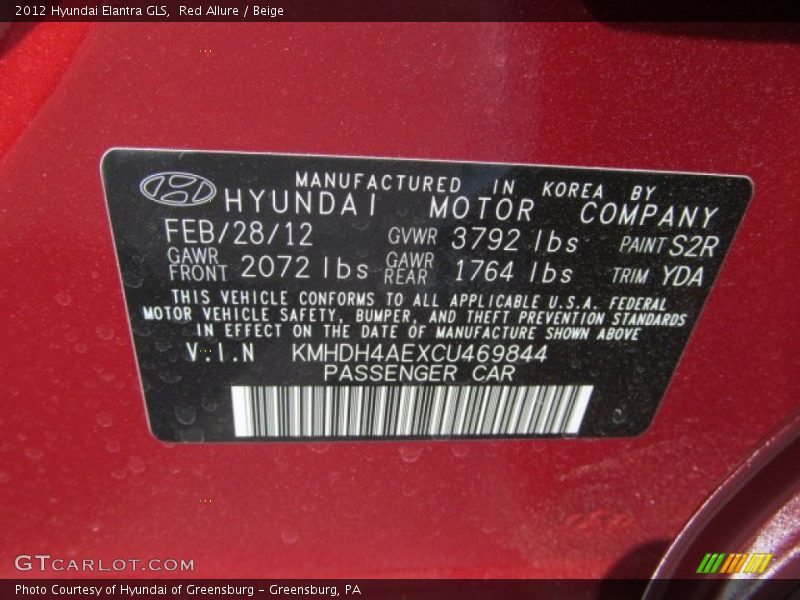 2012 Hyundai Elantra GLS, Red Allure / Beige
MANUFACTURED IN KOREA BY
HYUNDAI MOTOR COMPANY
FEB/28/12 GVWR 3792 lbs PAINT S2R
GAWR FRONT 2072 lbs GAWR REAR 1764 lbs TRIM YDA
THIS VEHICLE CONFORMS TO ALL APPLICABLE U.S.A. FEDERAL
MOTOR VEHICLE SAFETY, BUMPER, AND THEFT PREVENTION STANDARDS
IN EFFECT ON THE DATE OF MANUFACTURE SHOWN ABOVE
V.I.N KMHDH4AEXCU469844
PASSENGER CAR
GTCARLOT.COM
Photo Courtesy of Hyundai of Greensburg - Greensburg, PA